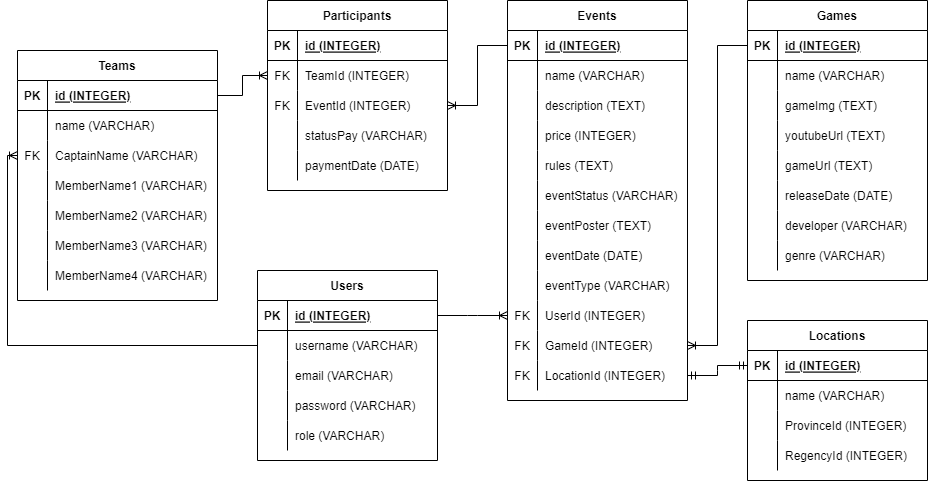 Teams
PK id (INTEGER)
name (VARCHAR)
FK CaptainName (VARCHAR)
MemberName1 (VARCHAR)
MemberName2 (VARCHAR)
MemberName3 (VARCHAR)
MemberName4 (VARCHAR)
Participants
PK id (INTEGER)
FK TeamId (INTEGER)
FK EventId (INTEGER)
statusPay (VARCHAR)
paymentDate (DATE)
Users
PK id (INTEGER)
username (VARCHAR)
email (VARCHAR)
password (VARCHAR)
role (VARCHAR)
Events
PK id (INTEGER)
name (VARCHAR)
description (TEXT)
price (INTEGER)
rules (TEXT)
eventStatus (VARCHAR)
eventPoster (TEXT)
eventDate (DATE)
eventType (VARCHAR)
FK UserId (INTEGER)
FK GameId (INTEGER)
FK LocationId (INTEGER)
Games
PK id (INTEGER)
name (VARCHAR)
gameImg (TEXT)
youtubeUrl (TEXT)
gameUrl (TEXT)
releaseDate (DATE)
developer (VARCHAR)
genre (VARCHAR)
Locations
PK id (INTEGER)
name (VARCHAR)
ProvinceId (INTEGER)
RegencyId (INTEGER)